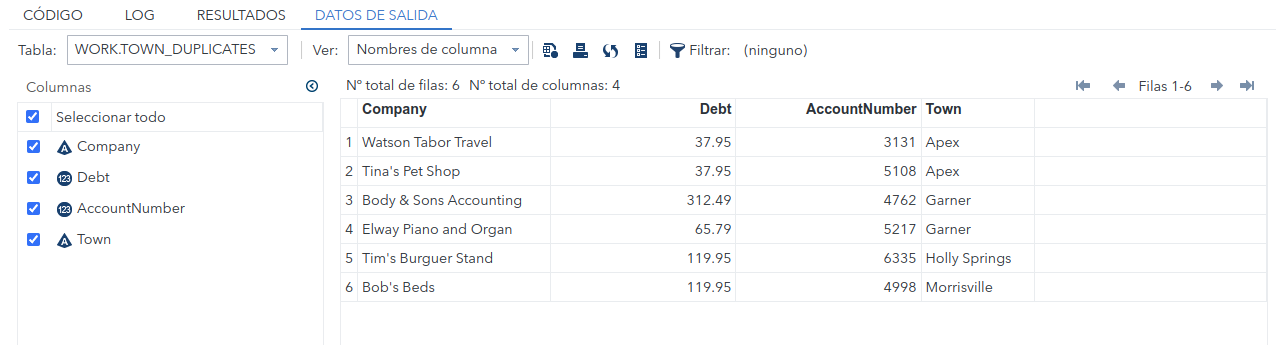 CÓDIGO LOG RESULTADOS DATOS DE SALIDA
Tabla: WORK.TOWN_DUPLICATES Ver: Nombres de columna Filtrar: (ninguno)
Columnas
Seleccionar todo
Company
Debt
AccountNumber
Town
Nº total de filas: 6 Nº total de columnas: 4 Filas 1-6
Company Debt AccountNumber Town
1 Watson Tabor Travel 37.95 3131 Apex
2 Tina's Pet Shop 37.95 5108 Apex
3 Body & Sons Accounting 312.49 4762 Garner
4 Elway Piano and Organ 65.79 5217 Garner
5 Tim's Burguer Stand 119.95 6335 Holly Springs
6 Bob's Beds 119.95 4998 Morrisville